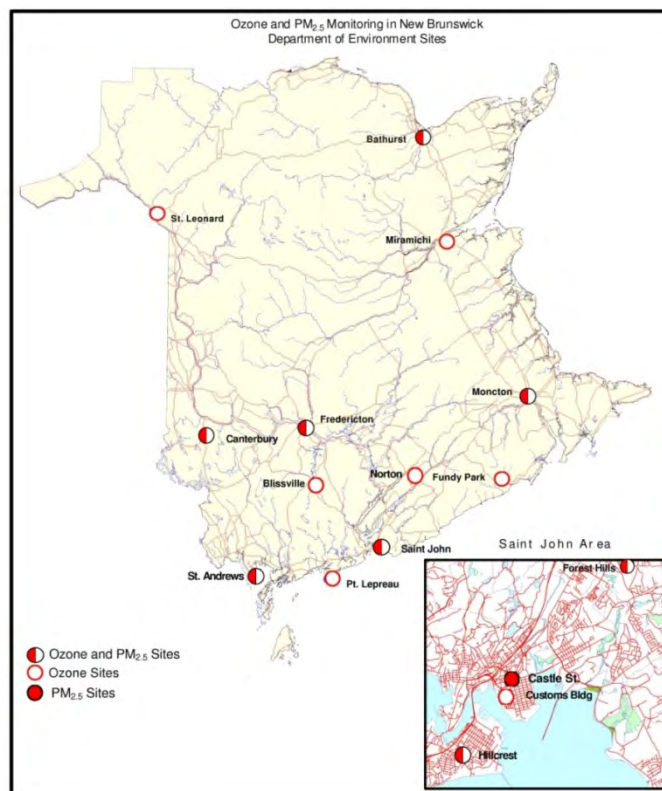 Ozone and PM2.5 Monitoring in New Brunswick
Department of Environment Sites
Bathurst
St. Leonard
Miramichi
Moncton
Fredericton
Canterbury
Norton
Fundy Park
Blissville
Saint John
St. Andrews
Pt. Lepreau
Saint John Area
Forest Hills
Castle St.
Customs Bldg
Hillcrest
Ozone and PM2.5 Sites
Ozone Sites
PM2.5 Sites